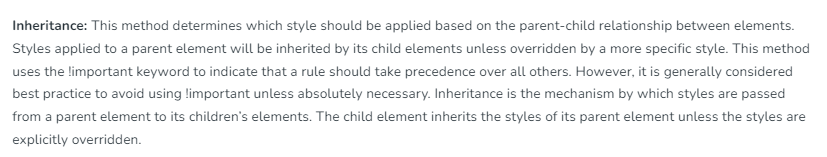 Inheritance: This method determines which style should be applied based on the parent-child relationship between elements.
Styles applied to a parent element will be inherited by its child elements unless overridden by a more specific style. This method
uses the !important keyword to indicate that a rule should take precedence over all others. However, it is generally considered
best practice to avoid using !important unless absolutely necessary. Inheritance is the mechanism by which styles are passed
from a parent element to its children’s elements. The child element inherits the styles of its parent element unless the styles are
explicitly overridden.